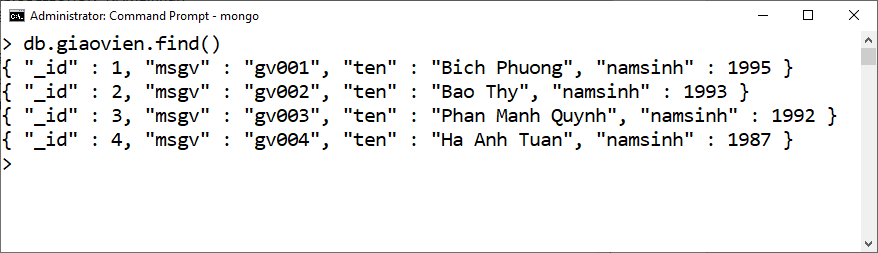 Administrator: Command Prompt - mongo
> db.giaovien.find()
{ "_id" : 1, "msgv" : "gv001", "ten" : "Bich Phuong", "namsinh" : 1995 }
{ "_id" : 2, "msgv" : "gv002", "ten" : "Bao Thy", "namsinh" : 1993 }
{ "_id" : 3, "msgv" : "gv003", "ten" : "Phan Manh Quynh", "namsinh" : 1992 }
{ "_id" : 4, "msgv" : "gv004", "ten" : "Ha Anh Tuan", "namsinh" : 1987 }
>